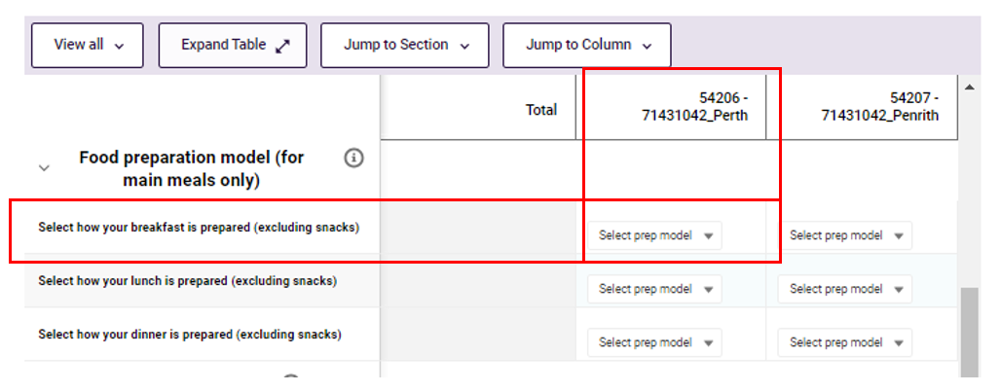 View all
Expand Table
Jump to Section
Jump to Column
Total
54206 -
71431042_Perth
54207 -
71431042_Penrith
Food preparation model (for
main meals only)
Select how your breakfast is prepared (excluding snacks)
Select prep model
Select prep model
Select how your lunch is prepared (excluding snacks)
Select prep model
Select prep model
Select how your dinner is prepared (excluding snacks)
Select prep model
Select prep model